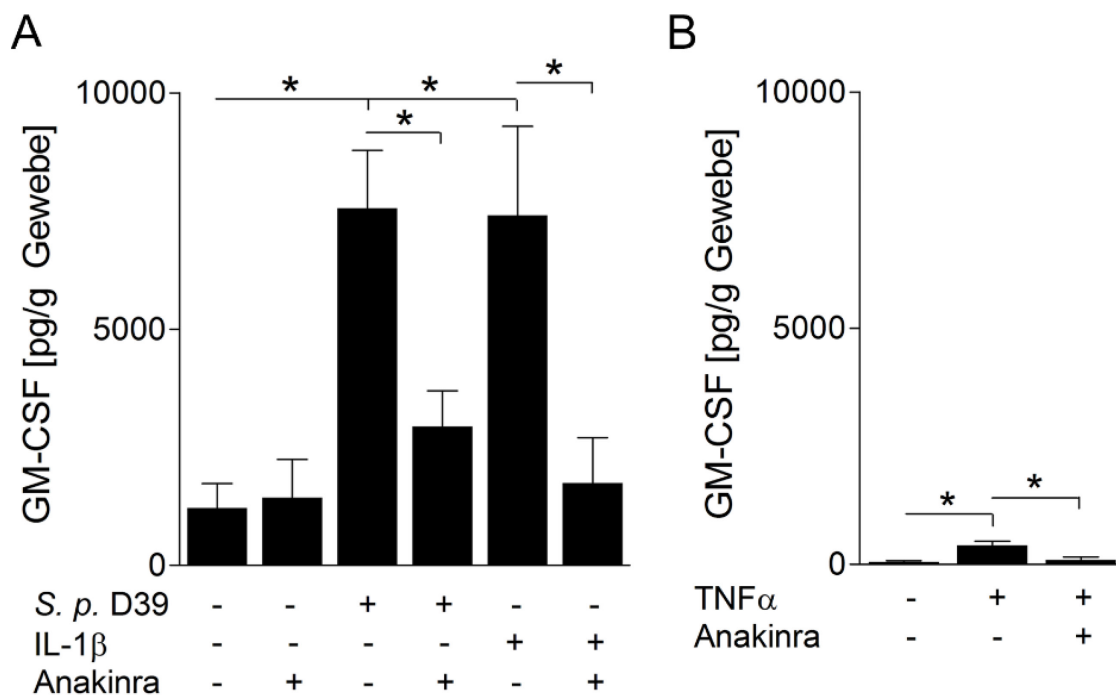 A
GM-CSF [pg/g Gewebe]
10000
5000
0
* * *
*
S. p. D39 - - + + - -
IL-1β - - - - + +
Anakinra - + - + - +
B
GM-CSF [pg/g Gewebe]
10000
5000
0
* *
TNFα - + +
Anakinra - - +